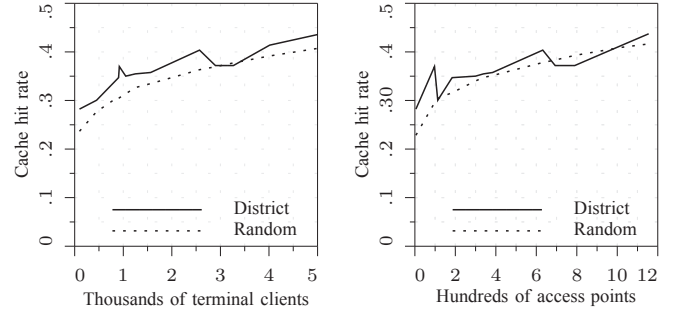 .5
.4
.3
.2
.1
0
Cache hit rate
District
Random
0 1 2 3 4 5
Thousands of terminal clients
.5
.4
.30
.2
.1
0
Cache hit rate
District
Random
0 2 4 6 8 10 12
Hundreds of access points